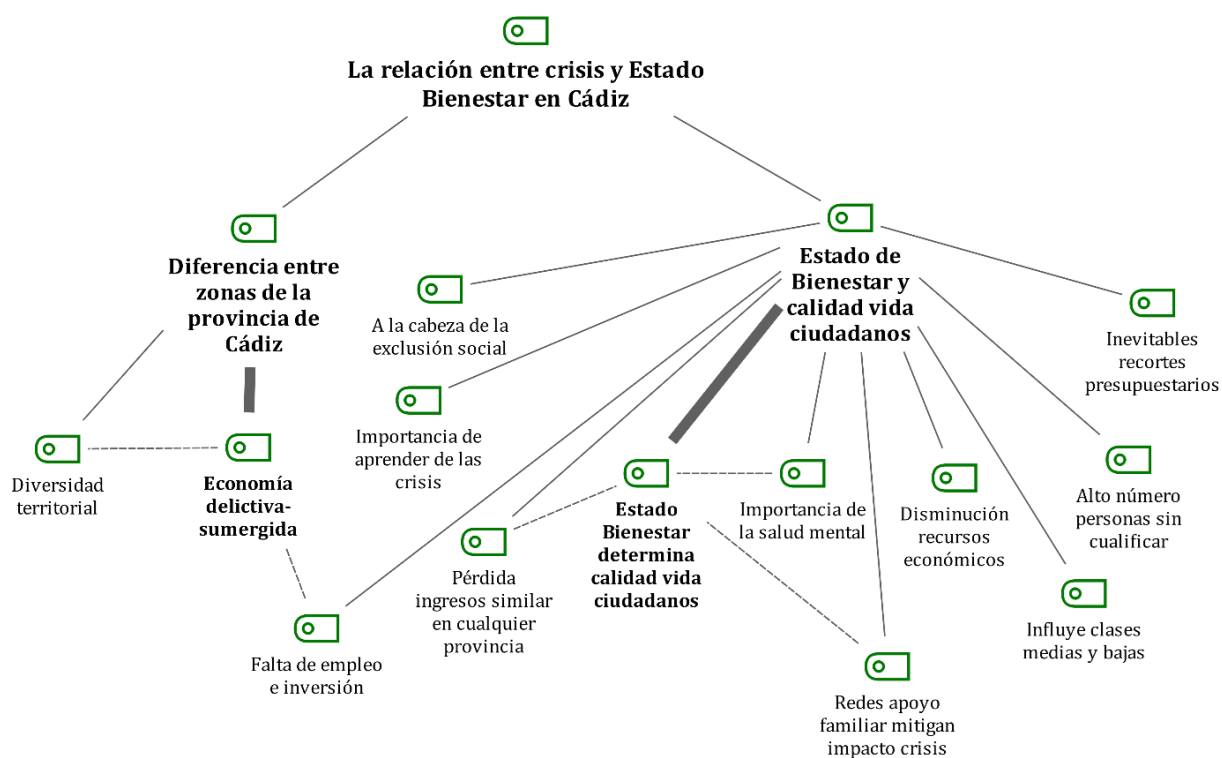 La relación entre crisis y Estado
Bienestar en Cádiz
Diferencia entre
zonas de la
provincia de
Cádiz
Estado de
Bienestar y
calidad vida
ciudadanos
A la cabeza de la
exclusión social
Inevitables
recortes
presupuestarios
Importancia de
aprender de las
crisis
Diversidad
territorial
Economía
delictiva-
sumergida
Estado
Bienestar
determina
calidad vida
ciudadanos
Importancia de
la salud mental
Disminución
recursos
económicos
Alto número
personas sin
cualificar
Pérdida
ingresos similar
en cualquier
provincia
Influye clases
medias y bajas
Falta de empleo
e inversión
Redes apoyo
familiar mitigan
impacto crisis